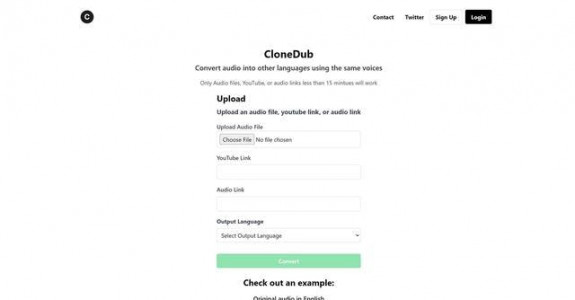 C
Contact Twitter Sign Up Login
CloneDub
Convert audio into other languages using the same voices
Only Audio files, YouTube, or audio links less than 15 mintues will work
Upload
Upload an audio file, youtube link, or audio link
Upload Audio File
Choose File No file chosen
YouTube Link
Audio Link
Output Language
Select Output Language
Convert
Check out an example:
Original audio in English